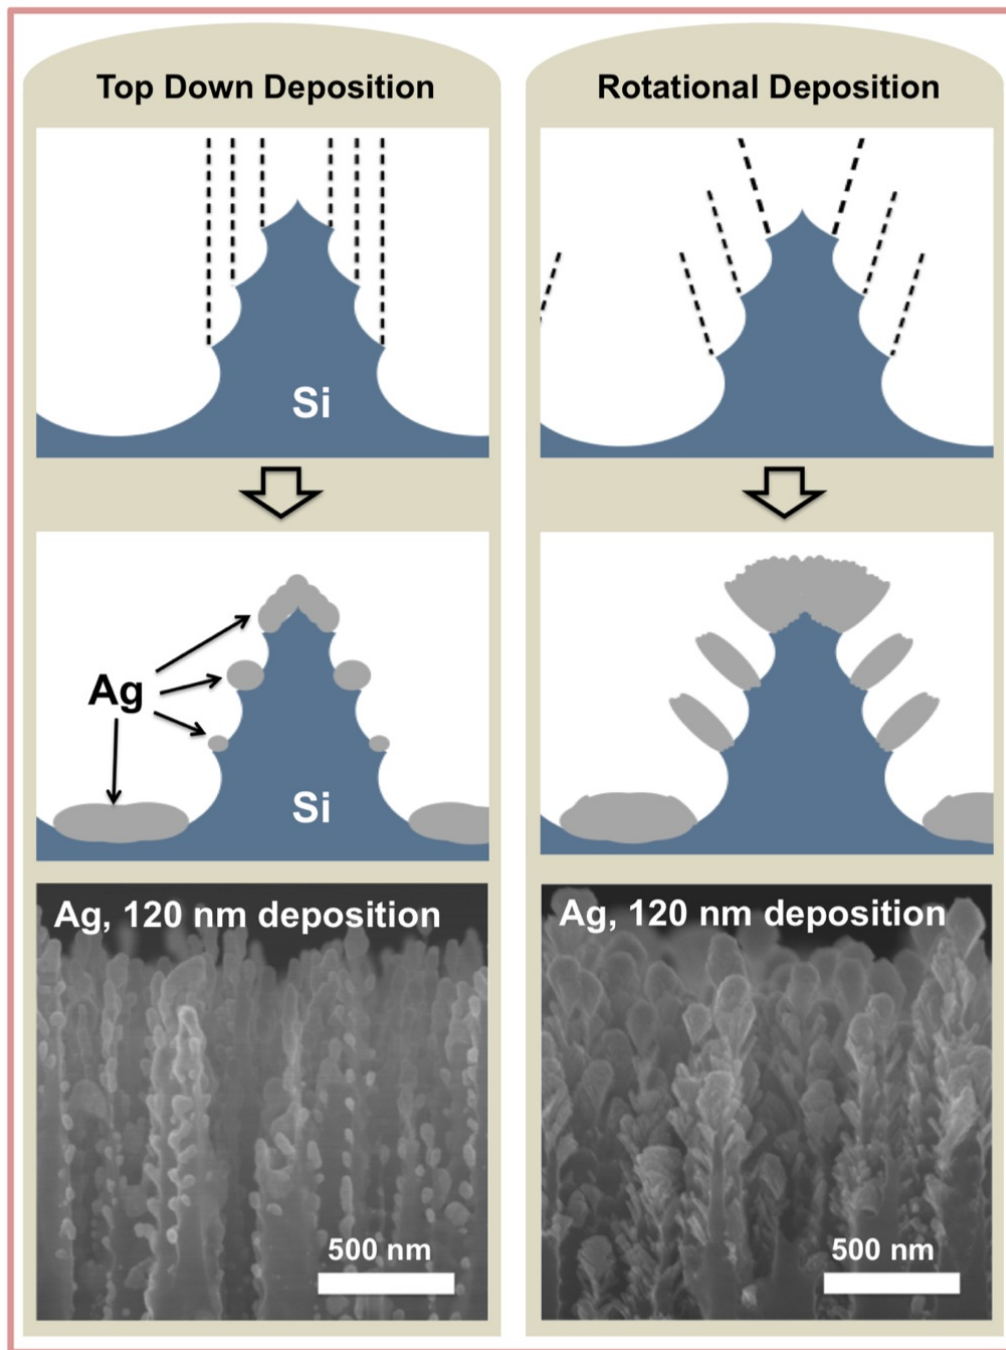 Top Down Deposition
Si
Ag
Si
Ag, 120 nm deposition
500 nm
Rotational Deposition
Ag, 120 nm deposition
500 nm